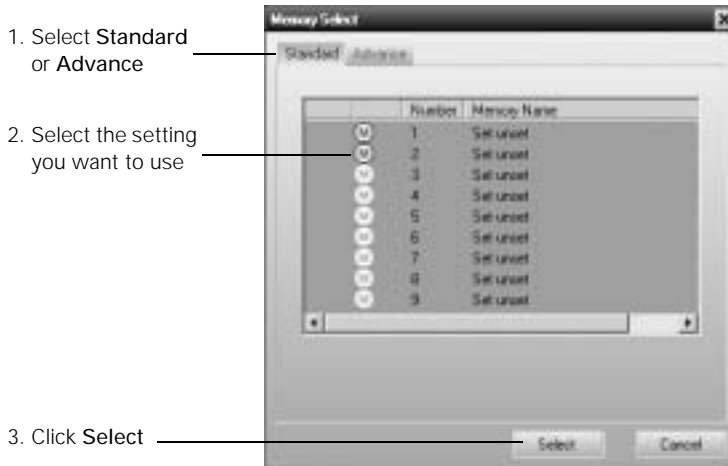 Memory Select
1. Select Standard
or Advance
Standard Advance
Number Memory Name
2. Select the setting
you want to use
1 Set unset
2 Set unset
3 Set unset
4 Set unset
5 Set unset
6 Set unset
7 Set unset
8 Set unset
9 Set unset
3. Click Select
Select Cancel